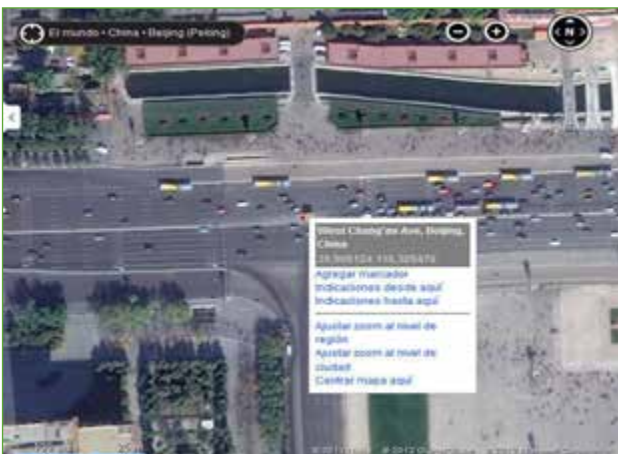 El mundo • China • Beijing (Peking)
N
West Chang'an Ave, Beijing,
China
Agregar marcador
Indicaciones desde aquí
Indicaciones hasta aquí
Ajustar zoom al nivel de
región
Ajustar zoom al nivel de
ciudad
Centrar mapa aquí